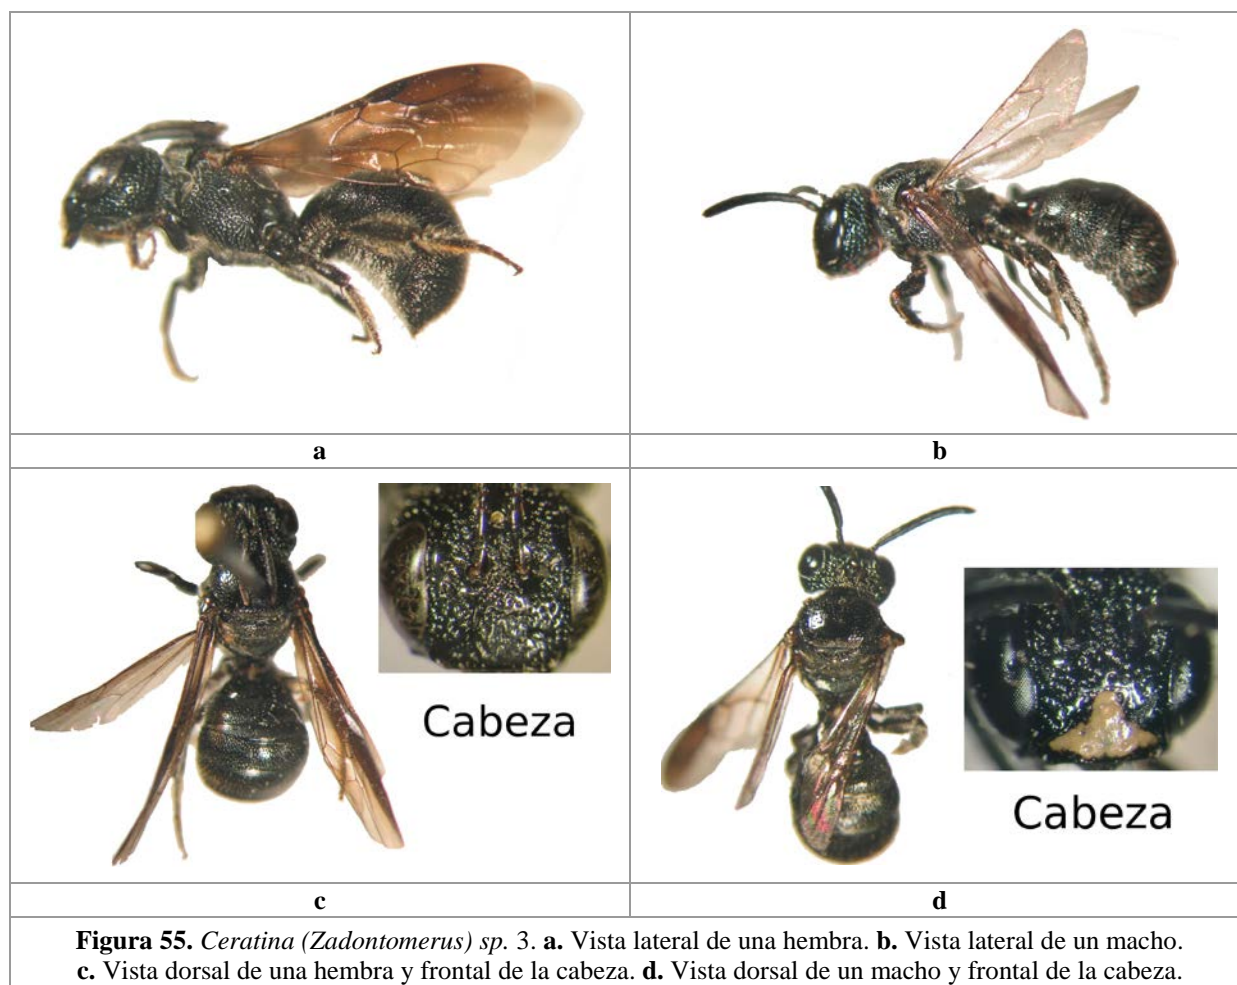 a
b
Cabeza
Cabeza
c
d
Figura 55. Ceratina (Zadontomerus) sp. 3. a. Vista lateral de una hembra. b. Vista lateral de un macho.
c. Vista dorsal de una hembra y frontal de la cabeza. d. Vista dorsal de un macho y frontal de la cabeza.